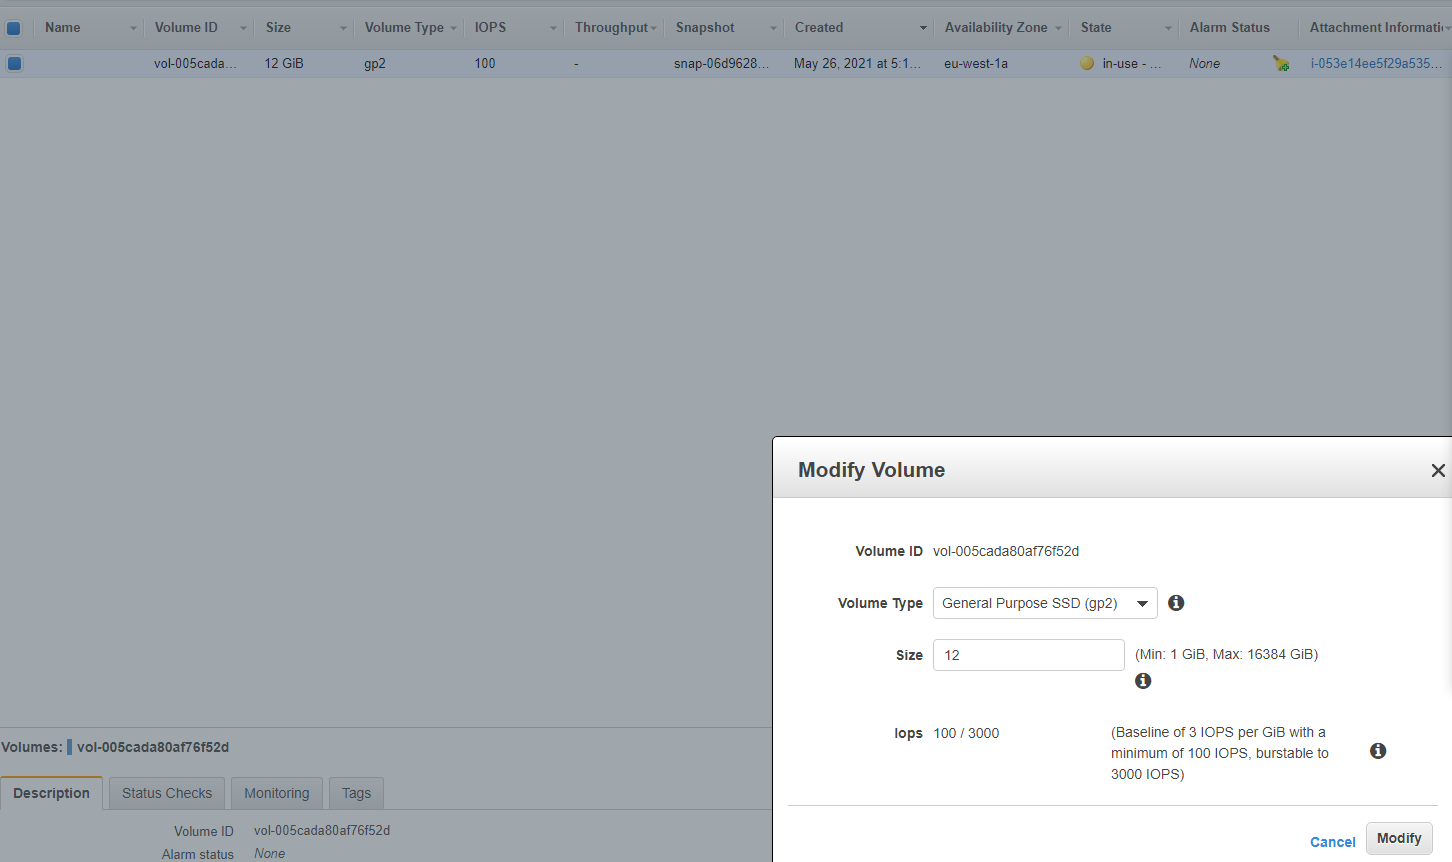 Name Volume ID Size Volume Type IOPS Throughput Snapshot Created Availability Zone State Alarm Status Attachment Informati
vol-005cada... 12 GiB gp2 100 - snap-06d9628... May 26, 2021 at 5:1... eu-west-1a in-use - ... None i-053e14ee5f29a535...
Modify Volume
Volume ID vol-005cada80af76f52d
Volume Type General Purpose SSD (gp2)
Size 12 (Min: 1 GiB, Max: 16384 GiB)
Iops 100 / 3000 (Baseline of 3 IOPS per GiB with a
minimum of 100 IOPS, burstable to
3000 IOPS)
Cancel Modify
Volumes: vol-005cada80af76f52d
Description Status Checks Monitoring Tags
Volume ID vol-005cada80af76f52d
Alarm status None